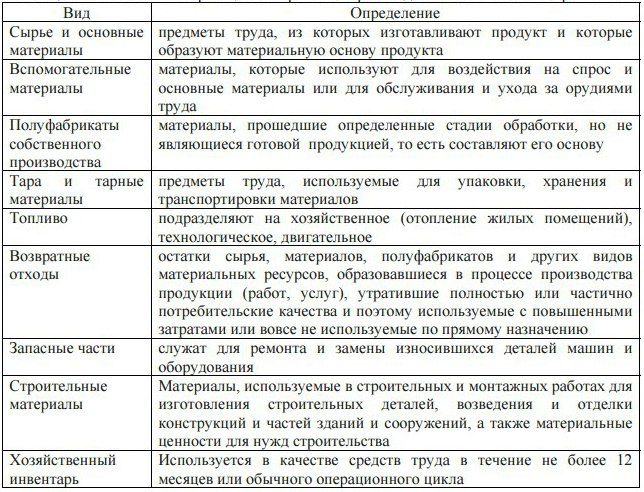 Вид Определение
Сырье и основные материалы предметы труда, из которых изготавливают продукт и которые
образуют материальную основу продукта
Вспомогательные материалы материалы, которые используют для воздействия на спрос и
основные материалы или для обслуживания и ухода за орудиями
труда
Полуфабрикаты собственного производства материалы, прошедшие определенные стадии обработки, но не
являющиеся готовой продукцией, то есть составляют его основу
Тара и тарные материалы предметы труда, используемые для упаковки, хранения и
транспортировки материалов
Топливо подразделяют на хозяйственное (отопление жилых помещений),
технологическое, двигательное
Возвратные отходы остатки сырья, материалов, полуфабрикатов и других видов
материальных ресурсов, образовавшиеся в процессе производства
продукции (работ, услуг), утратившие полностью или частично
потребительские качества и поэтому используемые с повышенными
затратами или вовсе не используемые по прямому назначению
Запасные части служат для ремонта и замены износившихся деталей машин и
оборудования
Строительные материалы Материалы, используемые в строительных и монтажных работах для
изготовления строительных деталей, возведения и отделки
конструкций и частей зданий и сооружений, а также материальные
ценности для нужд строительства
Хозяйственный инвентарь Используется в качестве средств труда в течение не более 12
месяцев или обычного операционного цикла